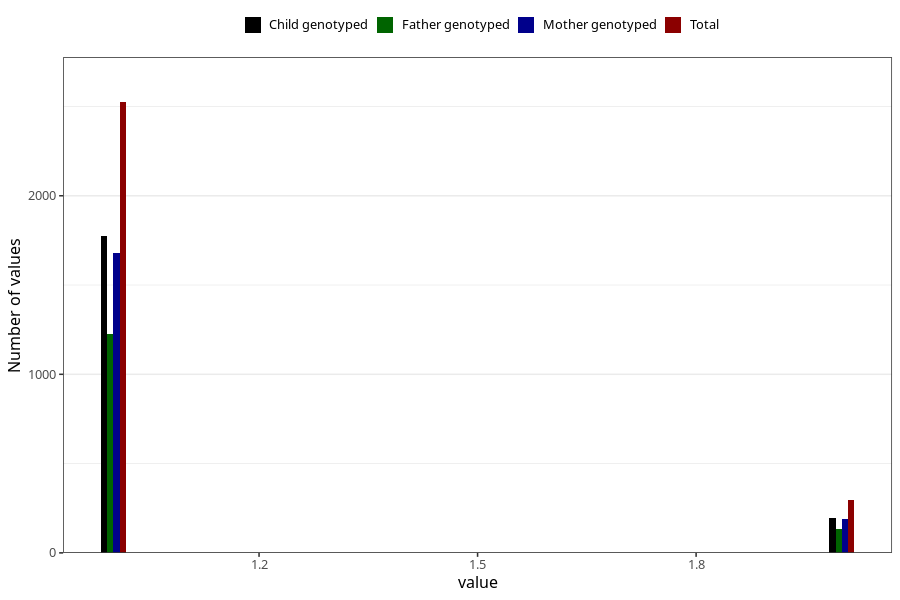 Child genotyped Father genotyped Mother genotyped Total
Number of values
2000
1000
0
1.2 1.5 1.8
value